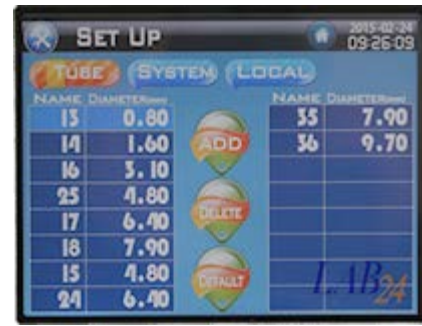 SET UP
2015-02-24
09:26:09
TUBE SYSTEM LOCAL
NAME DIAMETER(mm) NAME DIAMETER(mm)
13 0.80 35 7.90
14 1.60 ADD 36 9.70
16 3.10
25 4.80 DELETE
17 6.40
18 7.90
15 4.80 DEFAULT
24 6.40 LAB24